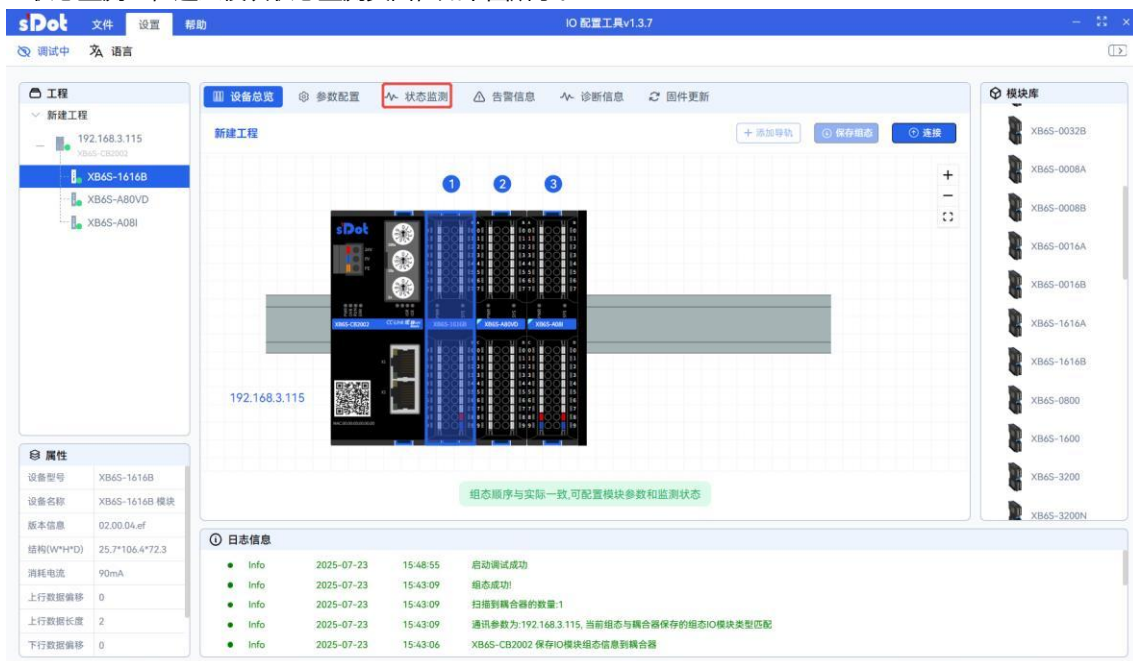 sDot 文件 设置 帮助 IO 配置工具v1.3.7
调试中 语言
工程
新建工程
192.168.3.115
XB6S-CB2002
XB6S-1616B
XB6S-A80VD
XB6S-A08I
设备总览 参数配置 状态监测 告警信息 诊断信息 固件更新
新建工程 + 添加导轨 保存组态 连接
1 2 3
sDot
XB6S-CB2002 CC-Link IE XB6S-1616B XB6S-A80VD XB6S-A08I
192.168.3.115
组态顺序与实际一致,可配置模块参数和监测状态
模块库
XB6S-0032B
XB6S-0008A
XB6S-0008B
XB6S-0016A
XB6S-0016B
XB6S-1616A
XB6S-1616B
XB6S-0800
XB6S-1600
XB6S-3200
XB6S-3200N
属性
设备型号 XB6S-1616B
设备名称 XB6S-1616B 模块
版本信息 02.00.04.ef
结构(W*H*D) 25.7*106.4*72.3
消耗电流 90mA
上行数据偏移 0
上行数据长度 2
下行数据偏移 0
日志信息
Info 2025-07-23 15:48:55 启动调试成功
Info 2025-07-23 15:43:09 组态成功!
Info 2025-07-23 15:43:09 扫描到耦合器的数量:1
Info 2025-07-23 15:43:09 通讯参数为:192.168.3.115, 当前组态与耦合器保存的组态IO模块类型匹配
Info 2025-07-23 15:43:06 XB6S-CB2002 保存IO模块组态信息到耦合器